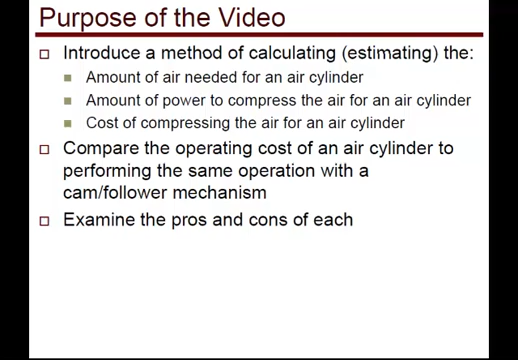 Purpose of the Video
Introduce a method of calculating (estimating) the:
Amount of air needed for an air cylinder
Amount of power to compress the air for an air cylinder
Cost of compressing the air for an air cylinder
Compare the operating cost of an air cylinder to
performing the same operation with a
cam/follower mechanism
Examine the pros and cons of each